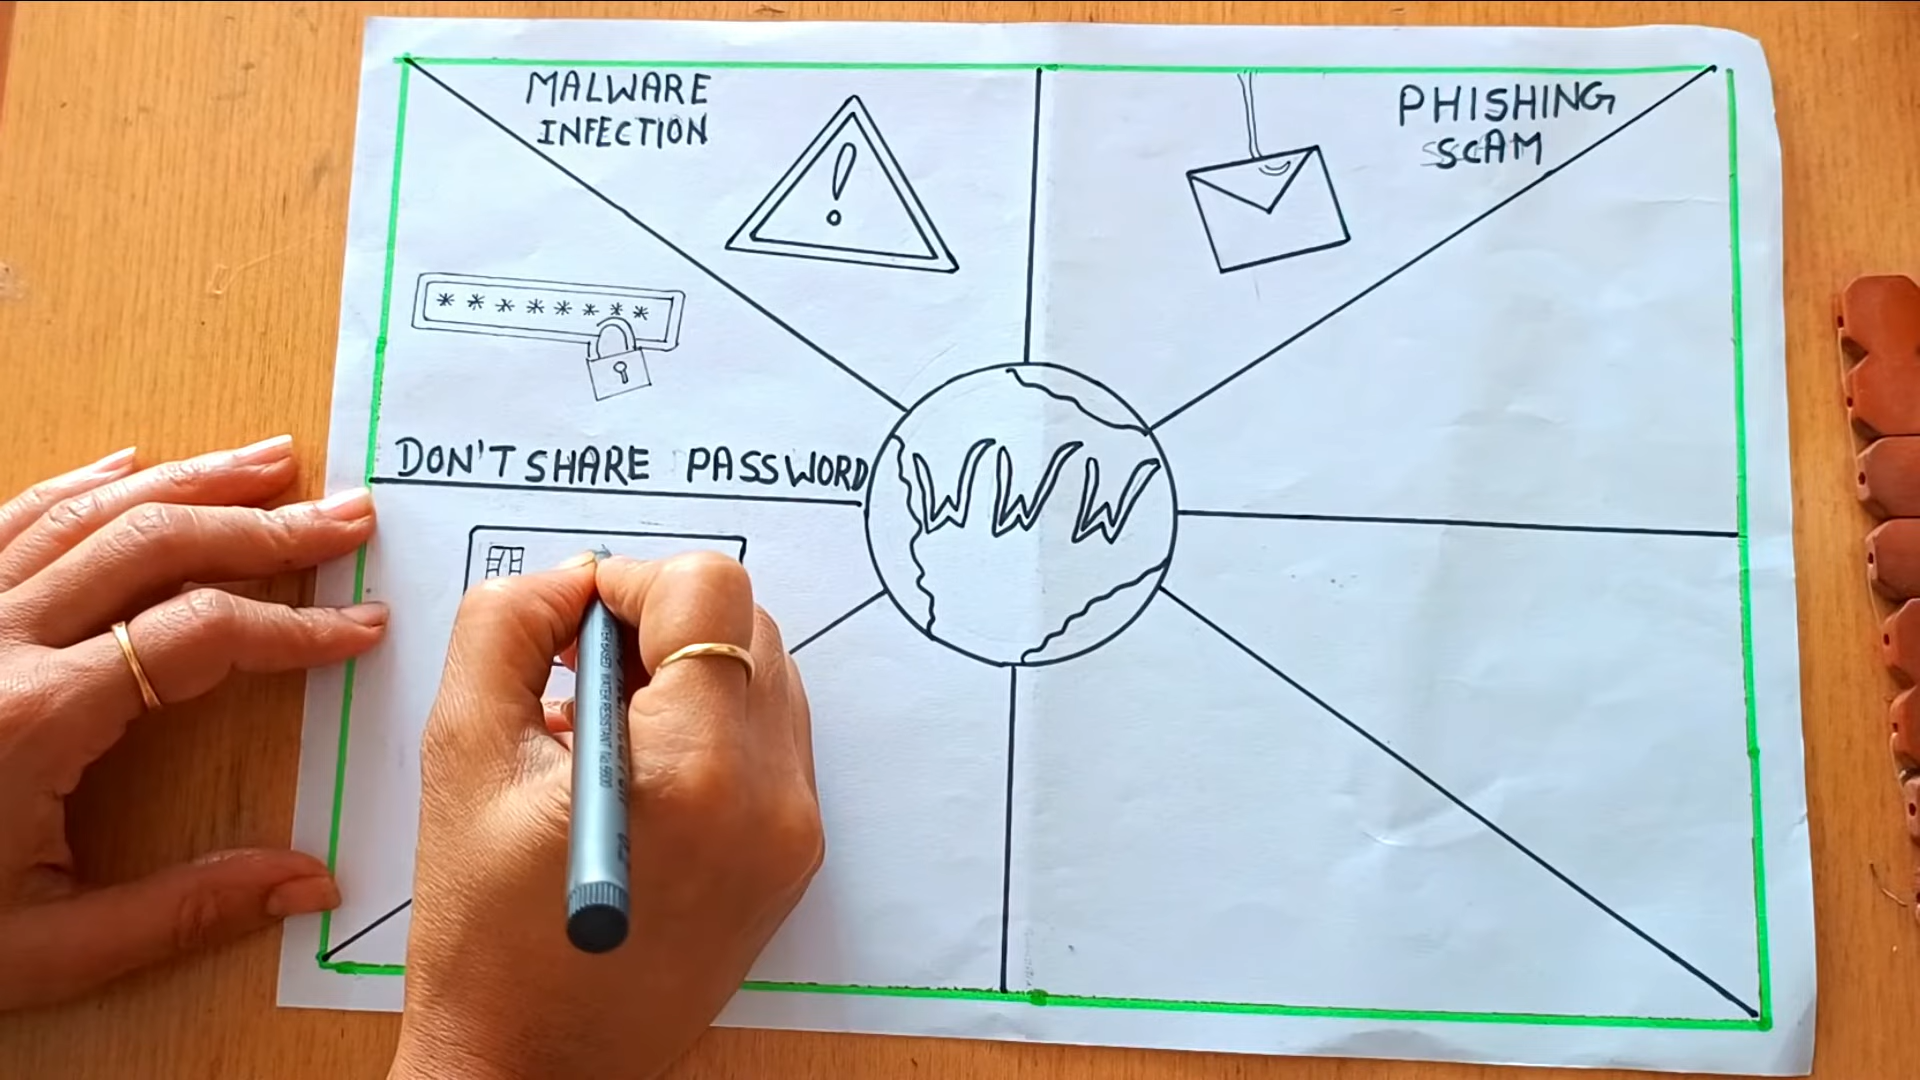 MALWARE
INFECTION
PHISHING
SCAM
********
DON'T SHARE PASSWORD
WWW